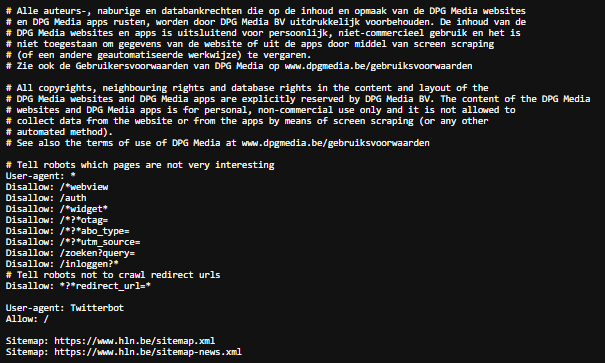 # Alle auteurs-, naburige en databankrechten die op de inhoud en opmaak van de DPG Media websites
# en DPG Media apps rusten, worden door DPG Media BV uitdrukkelijk voorbehouden. De inhoud van de
# DPG Media websites en apps is uitsluitend voor persoonlijk, niet-commercieel gebruik en het is
# niet toegestaan om gegevens van de website of uit de apps door middel van screen scraping
# (of een andere geautomatiseerde werkwijze) te vergaren.
# Zie ook de Gebruikersvoorwaarden van DPG Media op www.dpgmedia.be/gebruiksvoorwaarden

# All copyrights, neighbouring rights and database rights in the content and layout of the
# DPG Media websites and DPG Media apps are explicitly reserved by DPG Media BV. The content of the DPG Media
# websites and DPG Media apps is for personal, non-commercial use only and it is not allowed to
# collect data from the website or from the apps by means of screen scraping (or any other
# automated method).
# See also the terms of use of DPG Media at www.dpgmedia.be/gebruiksvoorwaarden

# Tell robots which pages are not very interesting
User-agent: *
Disallow: /*webview
Disallow: /auth
Disallow: /*widget*
Disallow: /*?*otag=
Disallow: /*?*abo_type=
Disallow: /*?*utm_source=
Disallow: /zoeken?query=
Disallow: /inloggen?*
# Tell robots not to crawl redirect urls
Disallow: *?*redirect_url=*

User-agent: Twitterbot
Allow: /

Sitemap: https://www.hln.be/sitemap.xml
Sitemap: https://www.hln.be/sitemap-news.xml